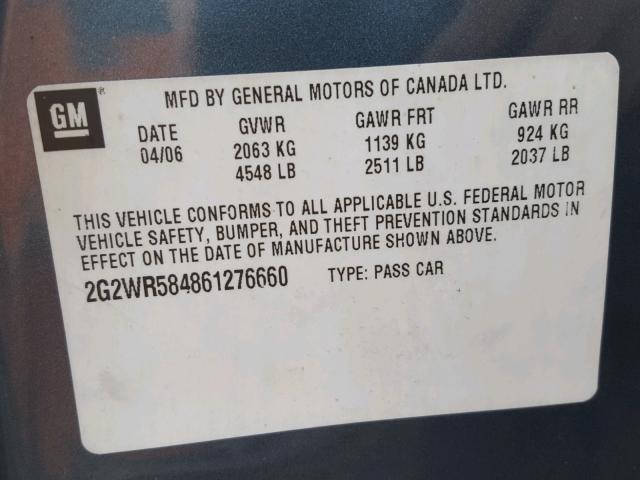 GM ®
MFD BY GENERAL MOTORS OF CANADA LTD.
DATE GVWR GAWR FRT GAWR RR
04/06 2063 KG 1139 KG 924 KG
4548 LB 2511 LB 2037 LB
THIS VEHICLE CONFORMS TO ALL APPLICABLE U.S. FEDERAL MOTOR
VEHICLE SAFETY, BUMPER, AND THEFT PREVENTION STANDARDS IN
EFFECT ON THE DATE OF MANUFACTURE SHOWN ABOVE.
2G2WR584861276660 TYPE: PASS CAR